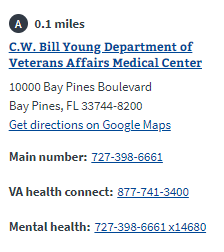 A 0.1 miles
C.W. Bill Young Department of
Veterans Affairs Medical Center
10000 Bay Pines Boulevard
Bay Pines, FL 33744-8200
Get directions on Google Maps
Main number: 727-398-6661
VA health connect: 877-741-3400
Mental health: 727-398-6661 x14680